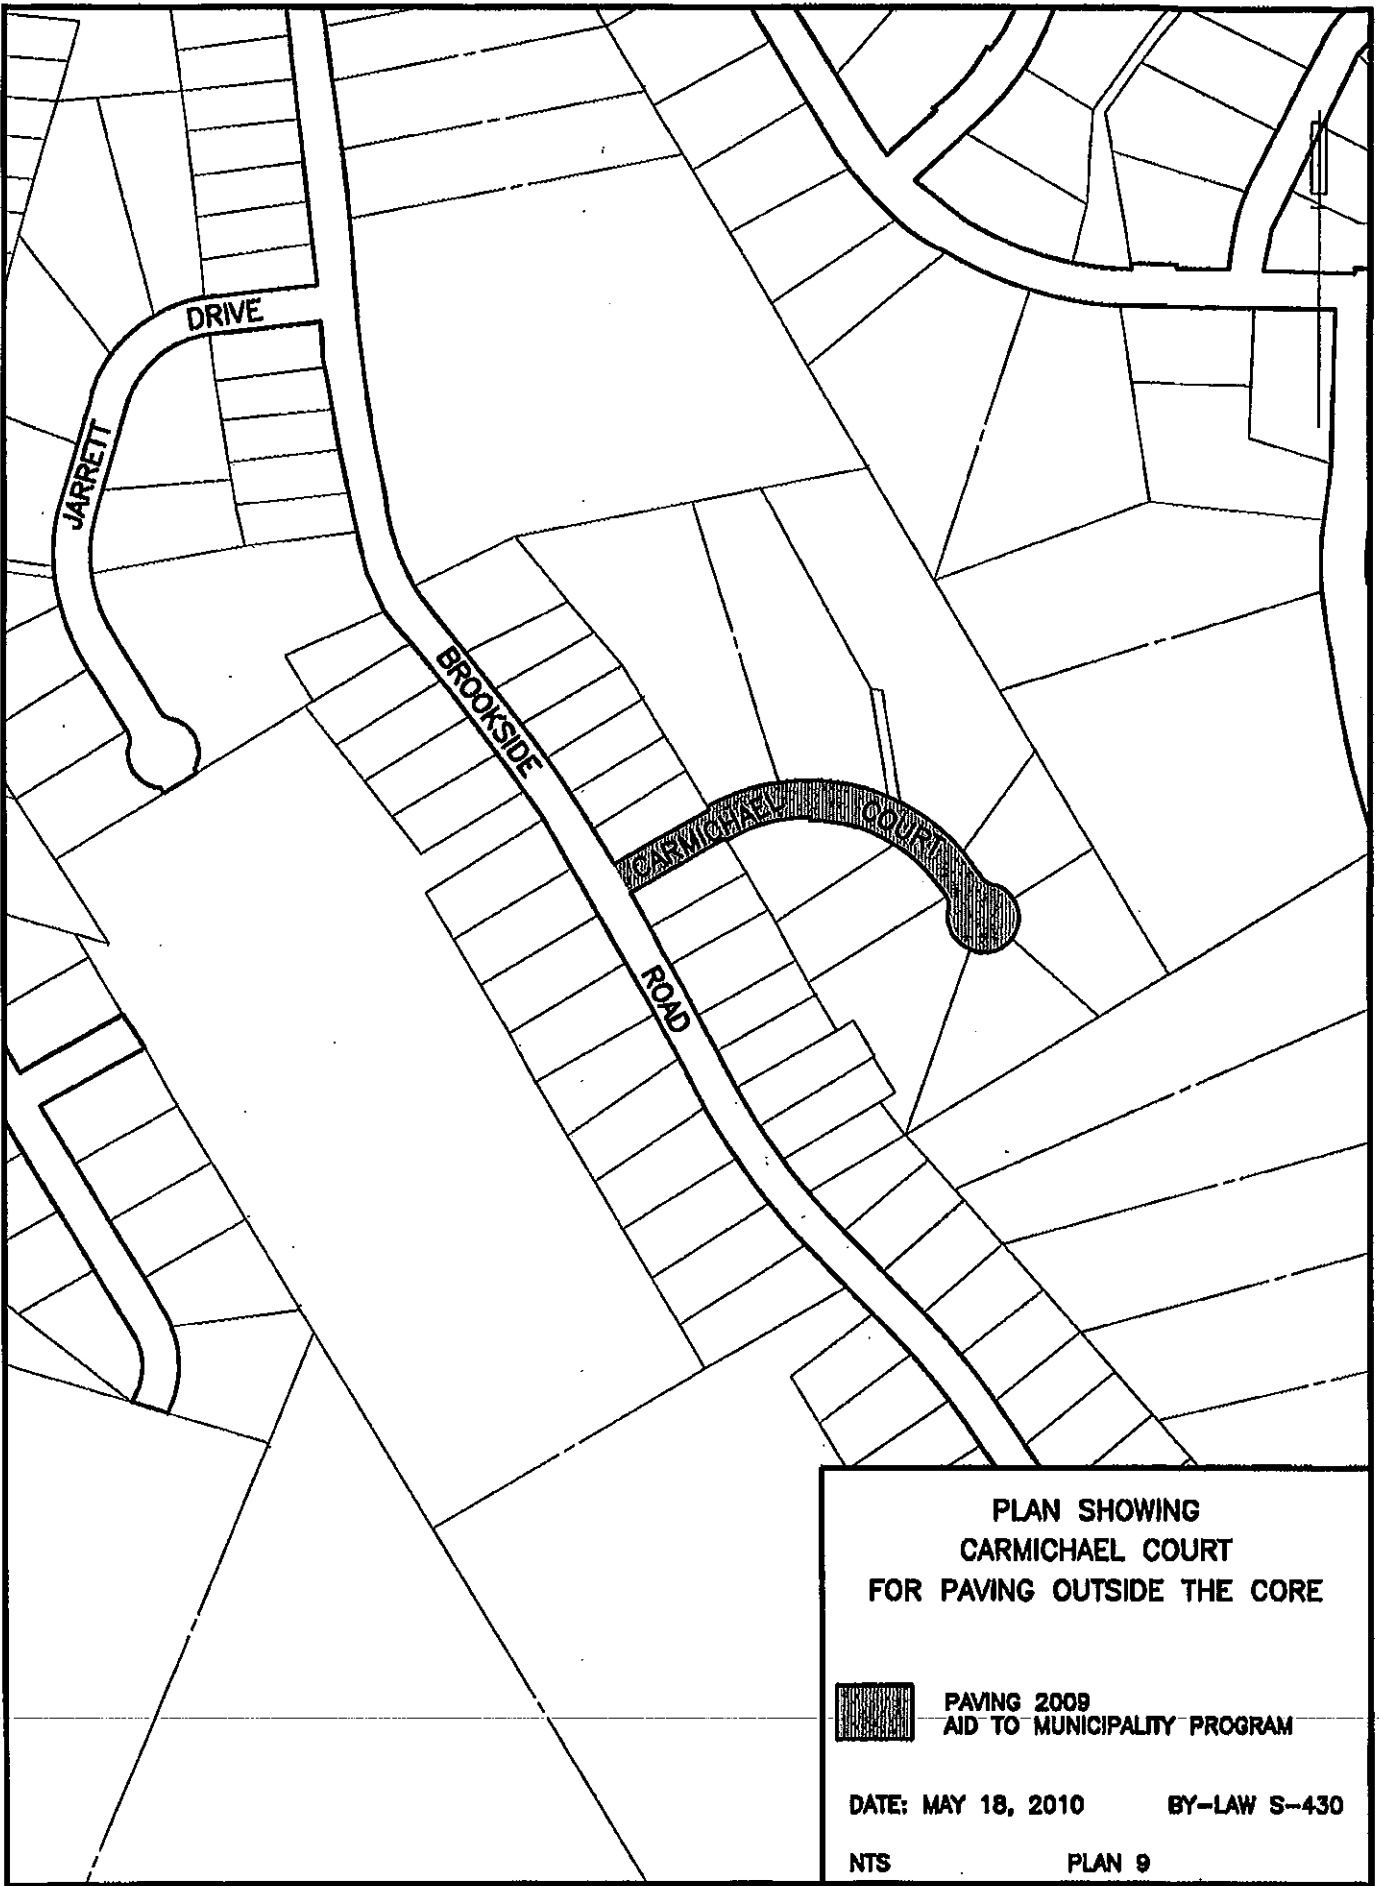 DRIVE
JARRETT
BROOKSIDE
CARMICHAEL COURT
ROAD
PLAN SHOWING
CARMICHAEL COURT
FOR PAVING OUTSIDE THE CORE
PAVING 2009
AID TO MUNICIPALITY PROGRAM
DATE: MAY 18, 2010 BY-LAW S-430
NTS PLAN 9